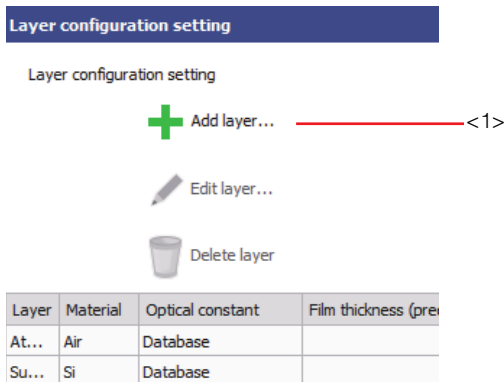 Layer configuration setting
Layer configuration setting
Add layer... <1>
Edit layer...
Delete layer
Layer Material Optical constant Film thickness (pre
At... Air Database
Su... Si Database